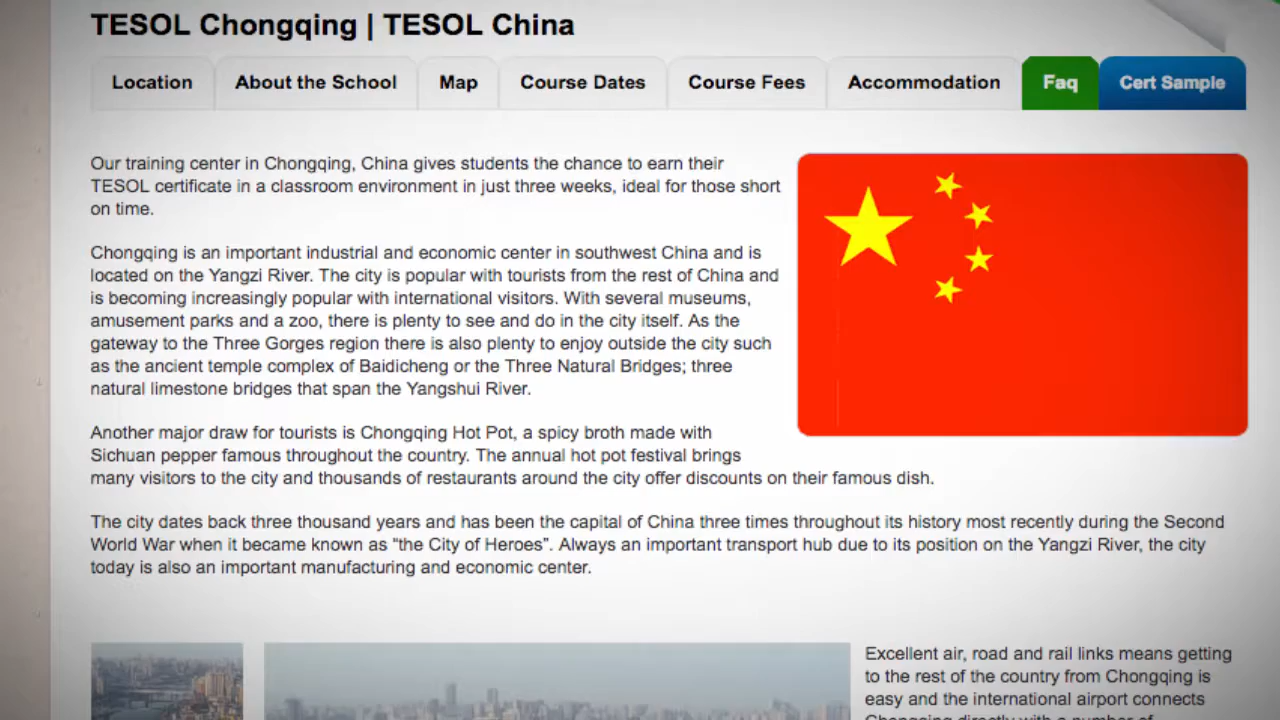 TESOL Chongqing | TESOL China
Location About the School Map Course Dates Course Fees Accommodation Faq Cert Sample
Our training center in Chongqing, China gives students the chance to earn their
TESOL certificate in a classroom environment in just three weeks, ideal for those short
on time.
Chongqing is an important industrial and economic center in southwest China and is
located on the Yangzi River. The city is popular with tourists from the rest of China and
is becoming increasingly popular with international visitors. With several museums,
amusement parks and a zoo, there is plenty to see and do in the city itself. As the
gateway to the Three Gorges region there is also plenty to enjoy outside the city such
as the ancient temple complex of Baidicheng or the Three Natural Bridges; three
natural limestone bridges that span the Yangshui River.
Another major draw for tourists is Chongqing Hot Pot, a spicy broth made with
Sichuan pepper famous throughout the country. The annual hot pot festival brings
many visitors to the city and thousands of restaurants around the city offer discounts on their famous dish.
The city dates back three thousand years and has been the capital of China three times throughout its history most recently during the Second
World War when it became known as “the City of Heroes”. Always an important transport hub due to its position on the Yangzi River, the city
today is also an important manufacturing and economic center.
Excellent air, road and rail links means getting
to the rest of the country from Chongqing is
easy and the international airport connects
Chongqing directly with a number of